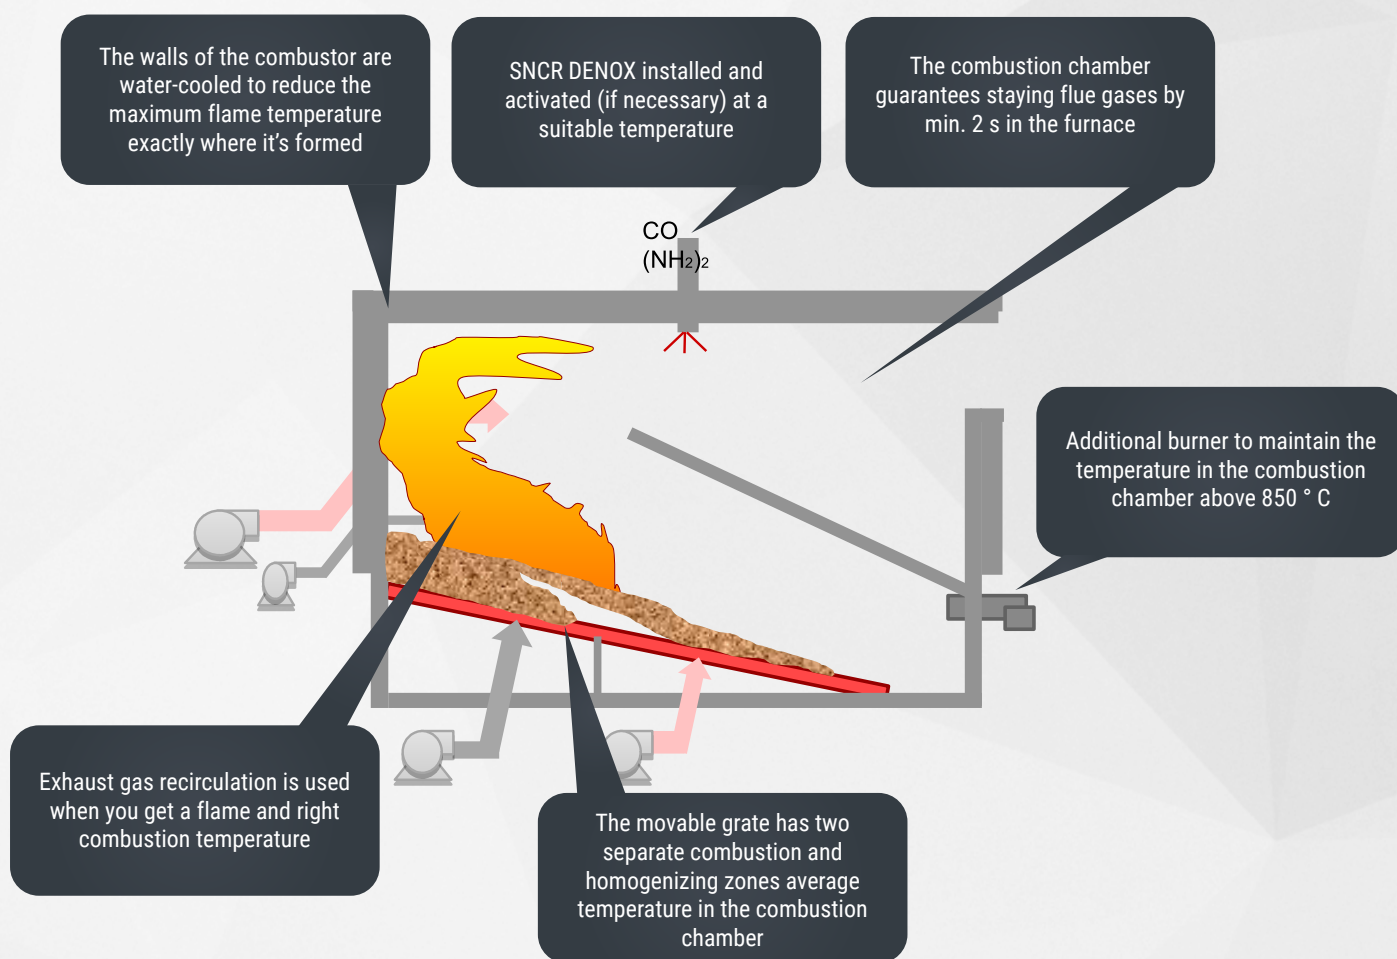 The walls of the combustor are
water-cooled to reduce the
maximum flame temperature
exactly where it's formed
SNCR DENOX installed and
activated (if necessary) at a
suitable temperature
The combustion chamber
guarantees staying flue gases by
min. 2 s in the furnace
CO
(NH₂)₂
Additional burner to maintain the
temperature in the combustion
chamber above 850 ° C
Exhaust gas recirculation is used
when you get a flame and right
combustion temperature
The movable grate has two
separate combustion and
homogenizing zones average
temperature in the combustion
chamber